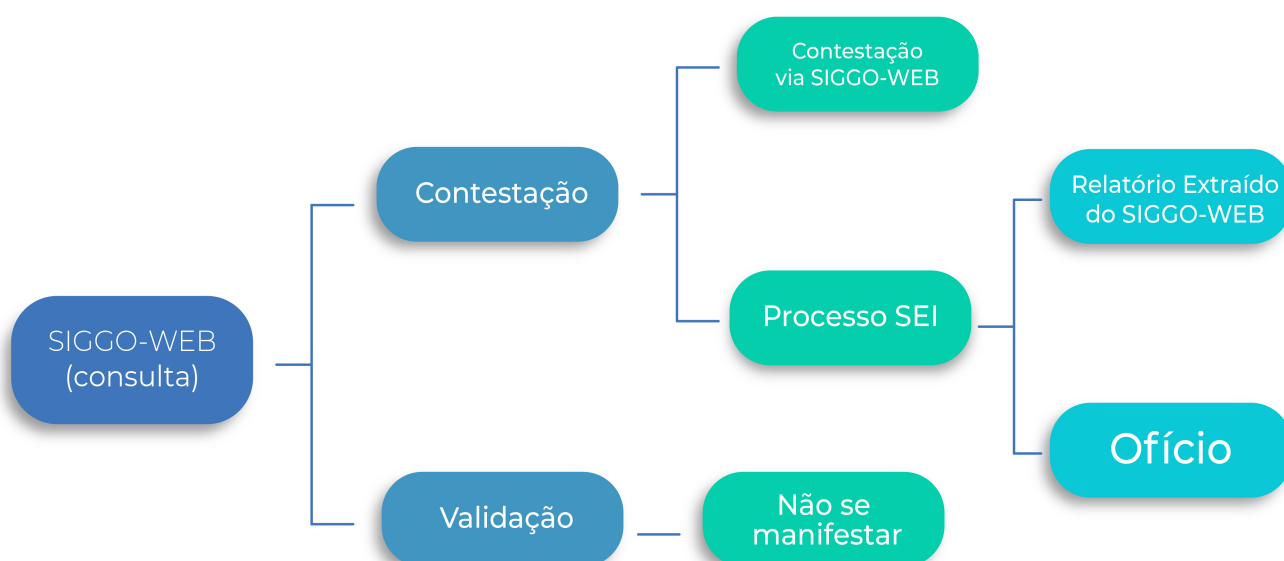 SIGGO-WEB
(consulta)
Contestação
Validação
Contestação
via SIGGO-WEB
Processo SEI
Não se
manifestar
Relatório Extraído
do SIGGO-WEB
Ofício